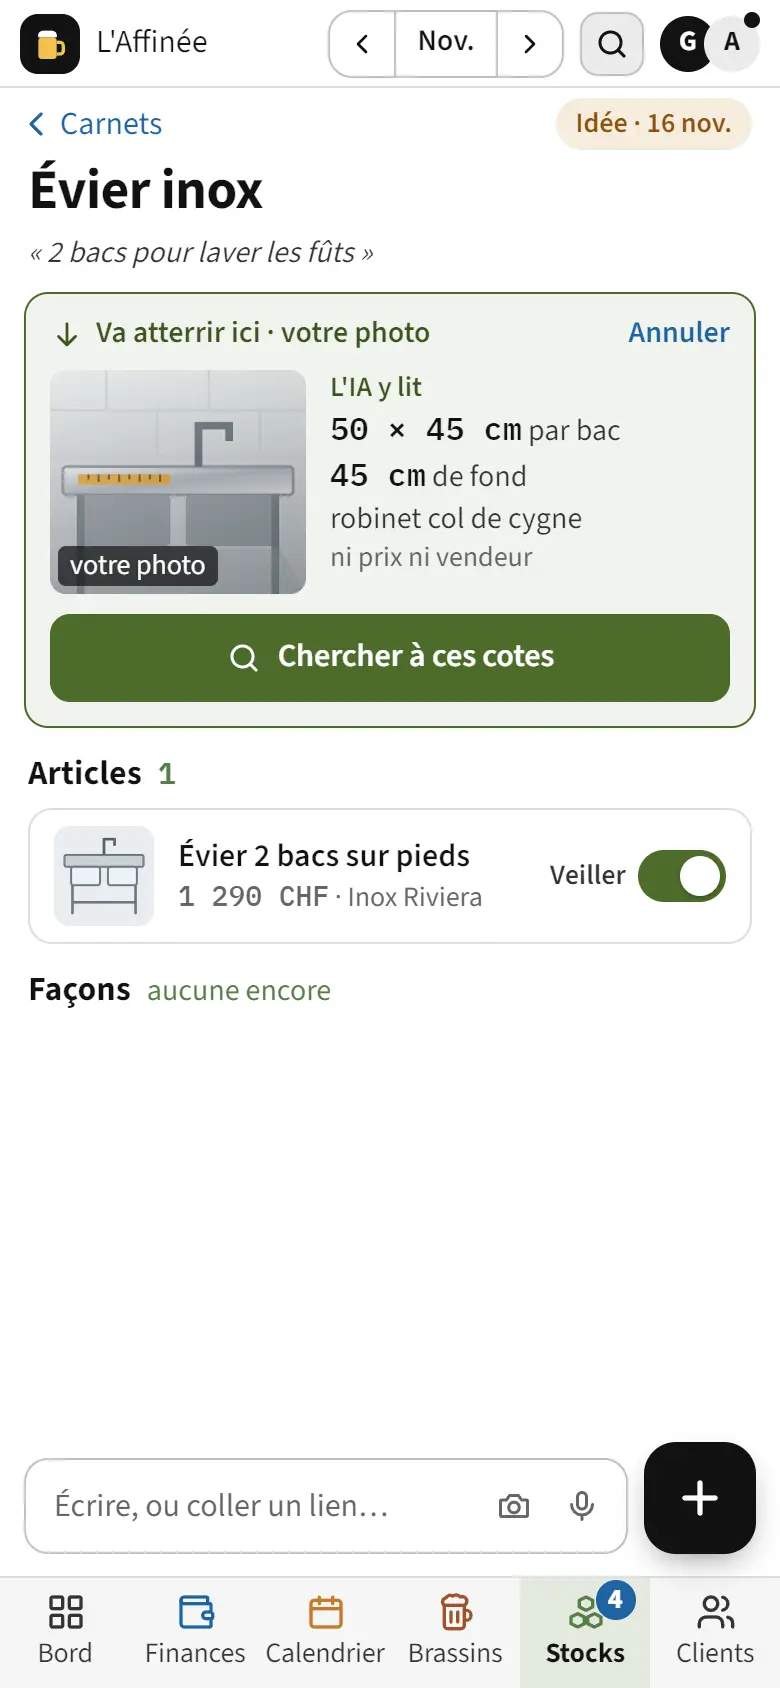 L'Affinée
Nov.
G
A
Carnets
Idée · 16 nov.
Évier inox
« 2 bacs pour laver les fûts »
Va atterrir ici · votre photo
Annuler
votre photo
L'IA y lit
50 × 45 cm par bac
45 cm de fond
robinet col de cygne
ni prix ni vendeur
Chercher à ces cotes
Articles 1
Évier 2 bacs sur pieds
1 290 CHF · Inox Riviera
Veiller
Façons aucune encore
Écrire, ou coller un lien…
4
Bord
Finances
Calendrier
Brassins
Stocks
Clients